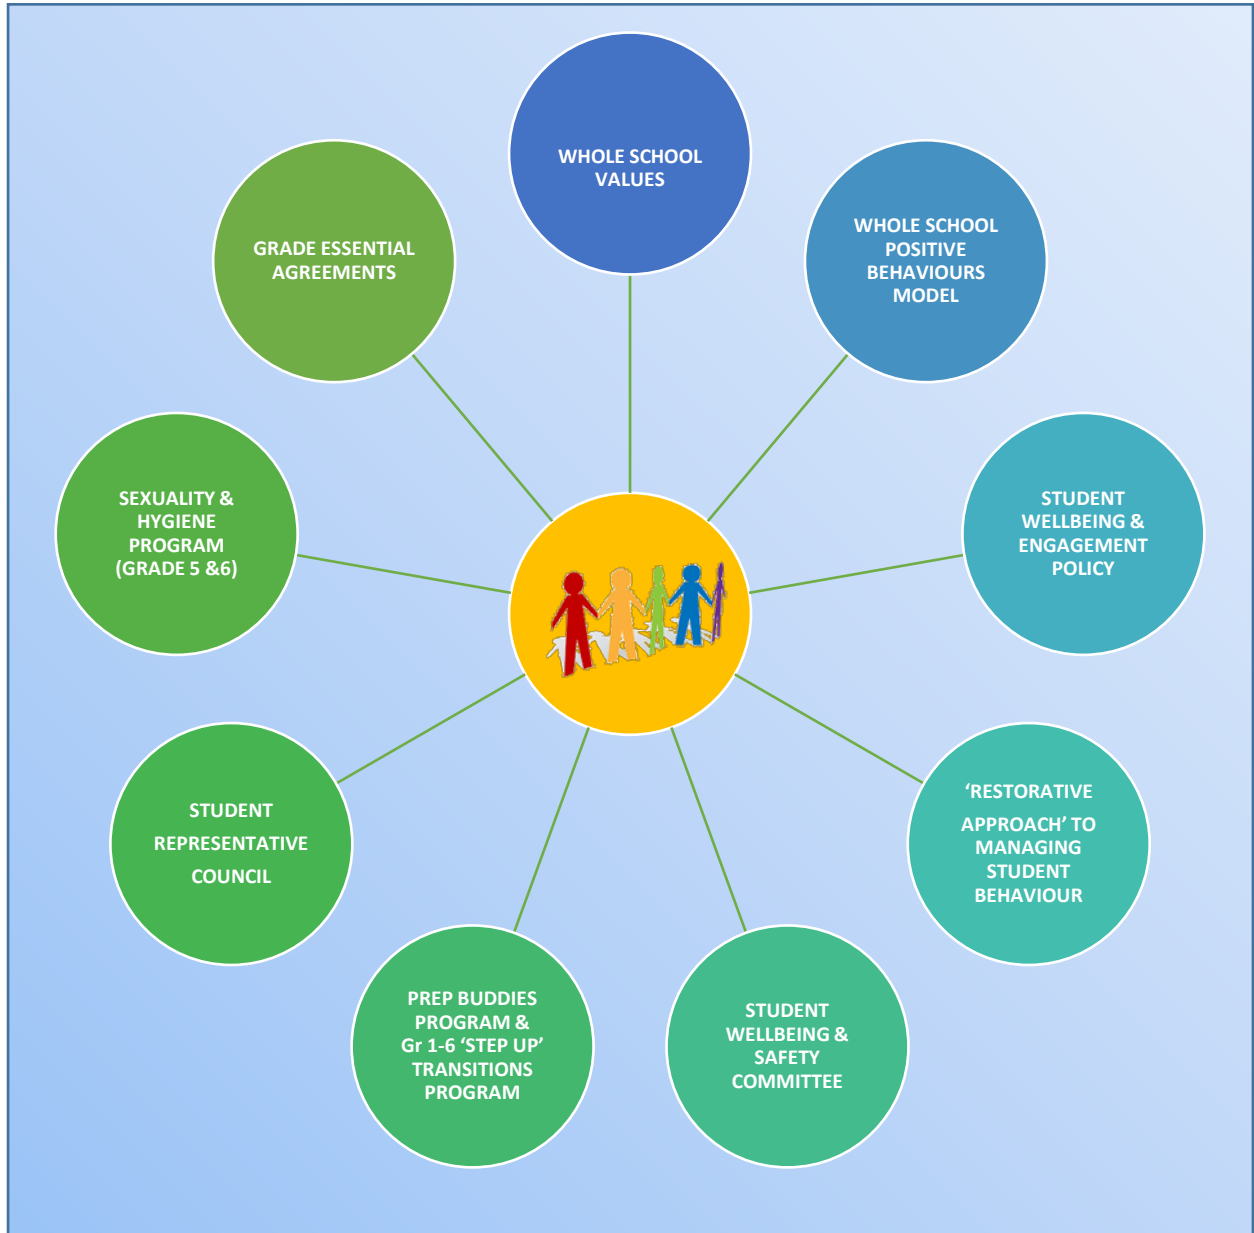 WHOLE SCHOOL
VALUES
WHOLE SCHOOL
POSITIVE
BEHAVIOURS
MODEL
STUDENT
WELLBEING &
ENGAGEMENT
POLICY
‘RESTORATIVE
APPROACH’ TO
MANAGING
STUDENT
BEHAVIOUR
STUDENT
WELLBEING &
SAFETY
COMMITTEE
PREP BUDDIES
PROGRAM &
Gr 1-6 ‘STEP UP’
TRANSITIONS
PROGRAM
STUDENT
REPRESENTATIVE
COUNCIL
SEXUALITY &
HYGIENE
PROGRAM
(GRADE 5 &6)
GRADE ESSENTIAL
AGREEMENTS